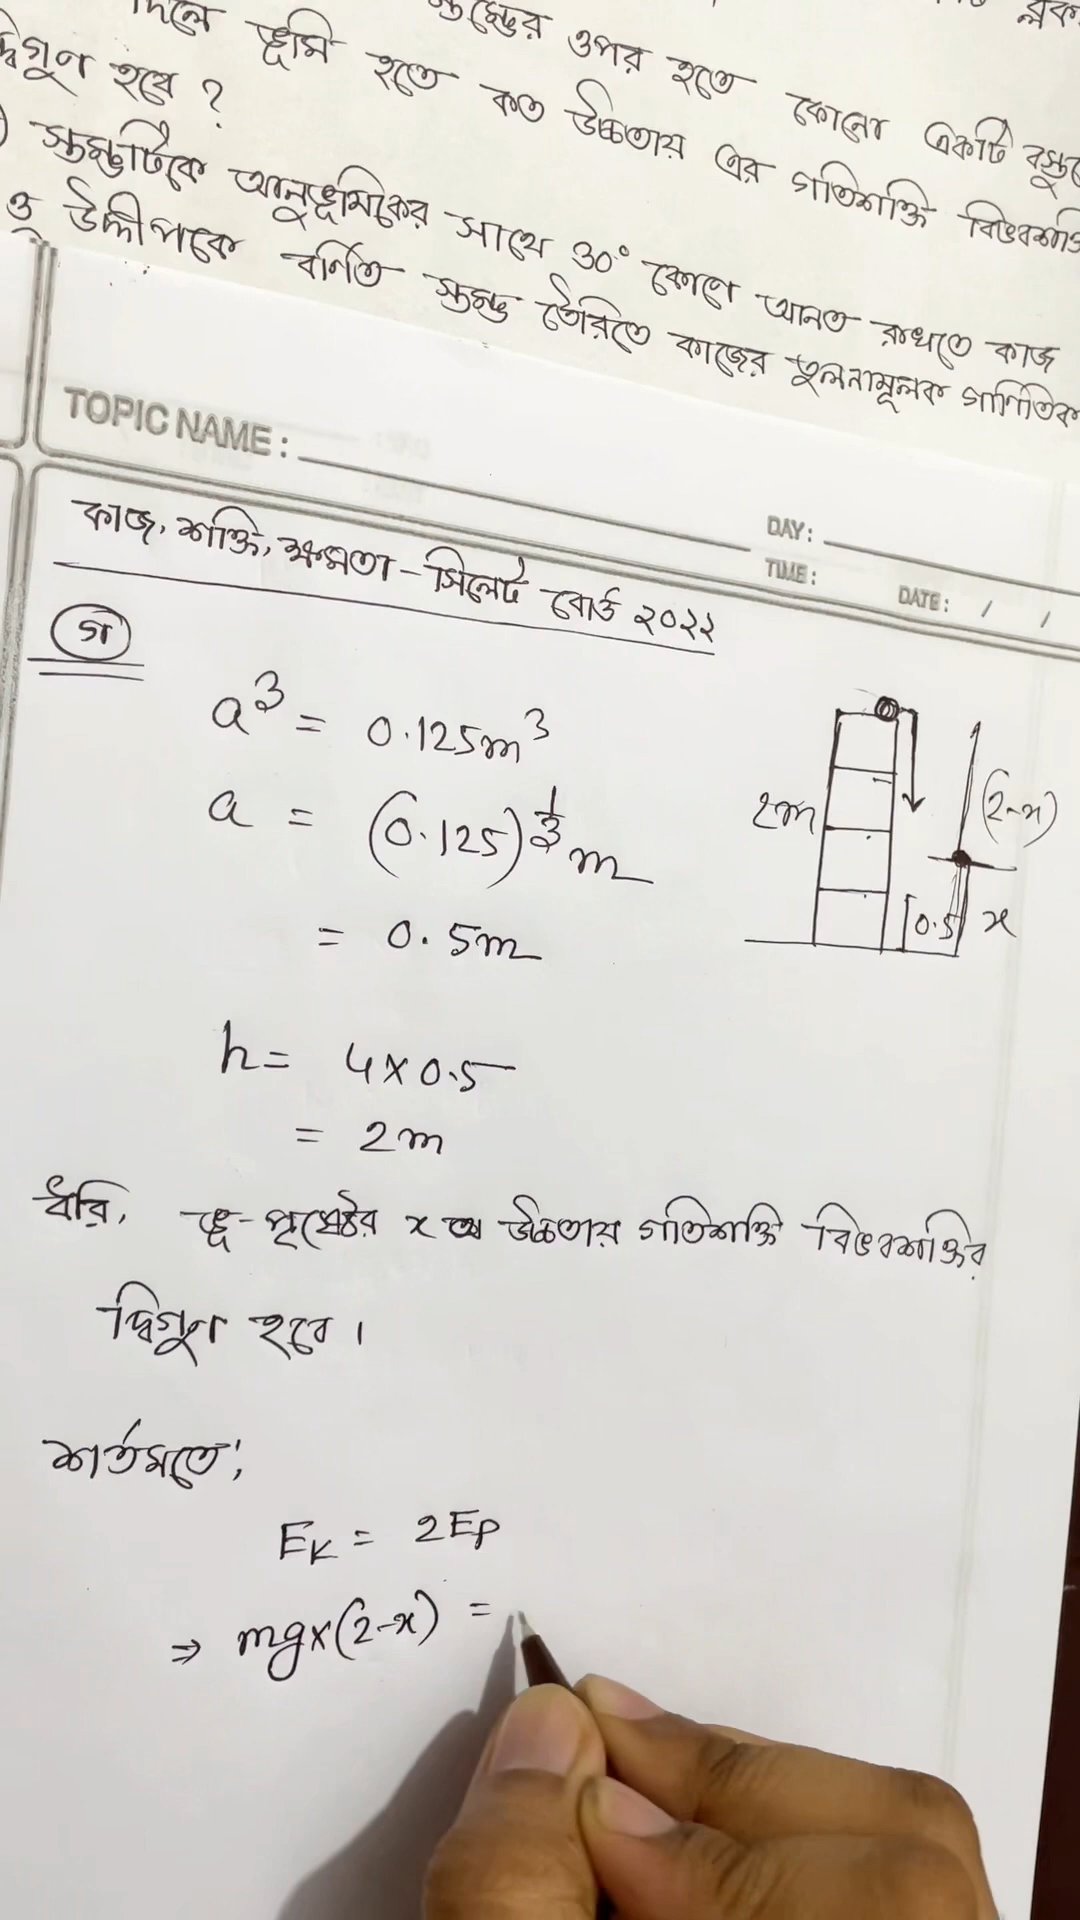 স্তম্ভের ওপর হতে কোনো একটি বস্তুকে
দিলে ভূমি হতে কত উচ্চতায় এর গতিশক্তি বিভবশক্তি
দ্বিগুণ হবে ?
স্তম্ভটিকে আনুভূমিকের সাথে 30° কোণে আনত রাখতে কাজ
ও উদ্দীপকে বর্ণিত স্তম্ভ তৈরিতে কাজের তুলনামূলক গাণিতিক
TOPIC NAME :
DAY :
TIME :
DATE : / /
কাজ, শক্তি, ক্ষমতা - সিলেট বোর্ড ২০২২
গ
a³ = 0.125m³
a = (0.125)^{1/3} m
= 0.5m
2m
(2-x)
0.5
x
h = 4×0.5
= 2m
ধরি, ভূ-পৃষ্ঠের x উচ্চতায় গতিশক্তি বিভবশক্তির
দ্বিগুণ হবে।
শর্তমতে,
E_K = 2E_P
⇒ mg×(2-x) =